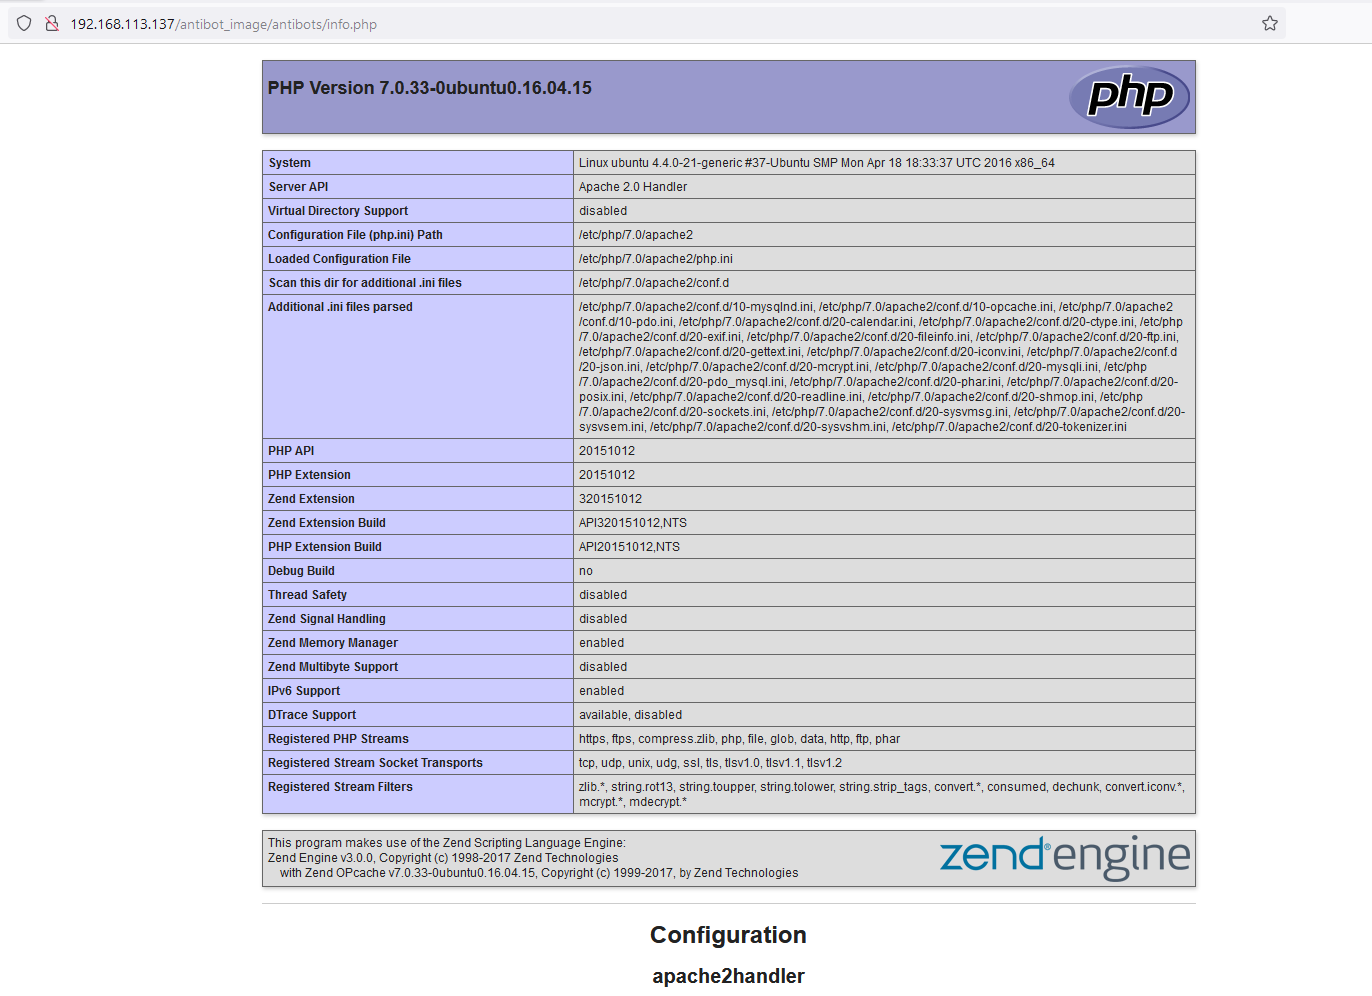 192.168.113.137/antibot_image/antibots/info.php
PHP Version 7.0.33-0ubuntu0.16.04.15
php
System Linux ubuntu 4.4.0-21-generic #37-Ubuntu SMP Mon Apr 18 18:33:37 UTC 2016 x86_64
Server API Apache 2.0 Handler
Virtual Directory Support disabled
Configuration File (php.ini) Path /etc/php/7.0/apache2
Loaded Configuration File /etc/php/7.0/apache2/php.ini
Scan this dir for additional .ini files /etc/php/7.0/apache2/conf.d
Additional .ini files parsed /etc/php/7.0/apache2/conf.d/10-mysqlnd.ini, /etc/php/7.0/apache2/conf.d/10-opcache.ini, /etc/php/7.0/apache2
/conf.d/10-pdo.ini, /etc/php/7.0/apache2/conf.d/20-calendar.ini, /etc/php/7.0/apache2/conf.d/20-ctype.ini, /etc/php
/7.0/apache2/conf.d/20-exif.ini, /etc/php/7.0/apache2/conf.d/20-fileinfo.ini, /etc/php/7.0/apache2/conf.d/20-ftp.ini,
/etc/php/7.0/apache2/conf.d/20-gettext.ini, /etc/php/7.0/apache2/conf.d/20-iconv.ini, /etc/php/7.0/apache2/conf.d
/20-json.ini, /etc/php/7.0/apache2/conf.d/20-mcrypt.ini, /etc/php/7.0/apache2/conf.d/20-mysqli.ini, /etc/php
/7.0/apache2/conf.d/20-pdo_mysql.ini, /etc/php/7.0/apache2/conf.d/20-phar.ini, /etc/php/7.0/apache2/conf.d/20-
posix.ini, /etc/php/7.0/apache2/conf.d/20-readline.ini, /etc/php/7.0/apache2/conf.d/20-shmop.ini, /etc/php
/7.0/apache2/conf.d/20-sockets.ini, /etc/php/7.0/apache2/conf.d/20-sysvmsg.ini, /etc/php/7.0/apache2/conf.d/20-
sysvsem.ini, /etc/php/7.0/apache2/conf.d/20-sysvshm.ini, /etc/php/7.0/apache2/conf.d/20-tokenizer.ini
PHP API 20151012
PHP Extension 20151012
Zend Extension 320151012
Zend Extension Build API320151012,NTS
PHP Extension Build API20151012,NTS
Debug Build no
Thread Safety disabled
Zend Signal Handling disabled
Zend Memory Manager enabled
Zend Multibyte Support disabled
IPv6 Support enabled
DTrace Support available, disabled
Registered PHP Streams https, ftps, compress.zlib, php, file, glob, data, http, ftp, phar
Registered Stream Socket Transports tcp, udp, unix, udg, ssl, tls, tlsv1.0, tlsv1.1, tlsv1.2
Registered Stream Filters zlib.*, string.rot13, string.toupper, string.tolower, string.strip_tags, convert.*, consumed, dechunk, convert.iconv.*,
mcrypt.*, mdecrypt.*
This program makes use of the Zend Scripting Language Engine:
Zend Engine v3.0.0, Copyright (c) 1998-2017 Zend Technologies
with Zend OPcache v7.0.33-0ubuntu0.16.04.15, Copyright (c) 1999-2017, by Zend Technologies
zend® engine
Configuration
apache2handler